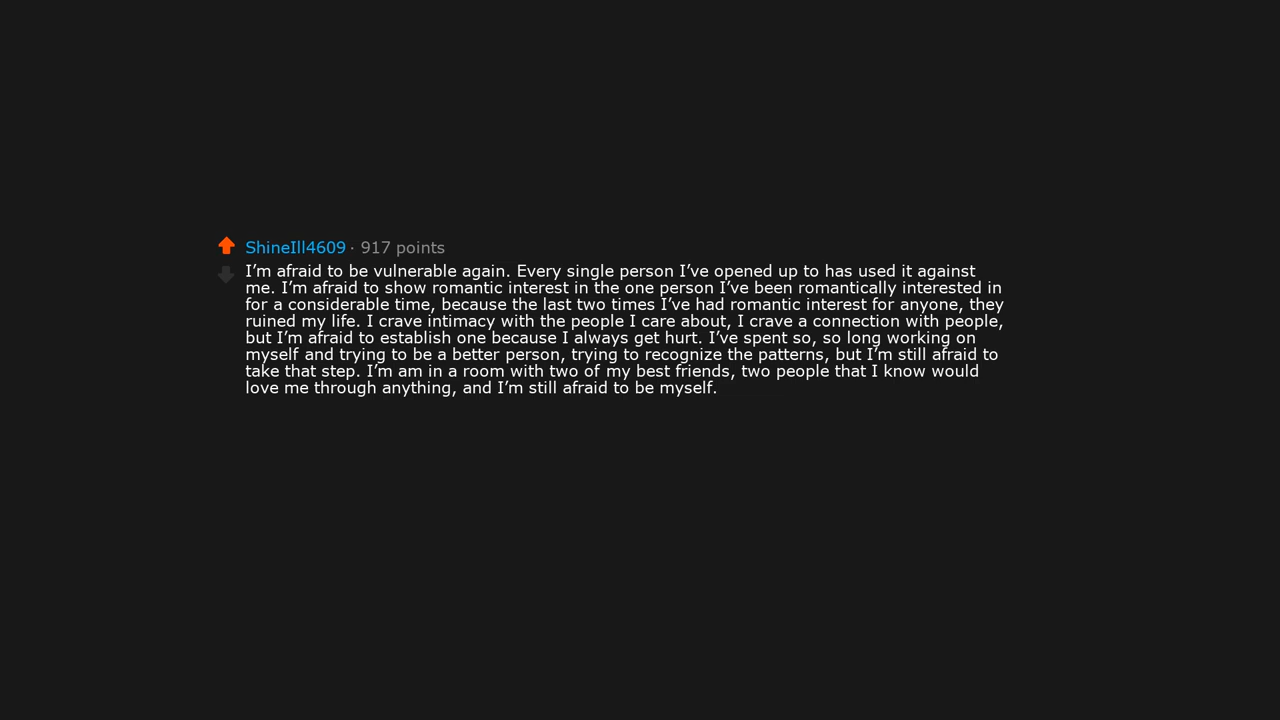 ShineIll4609 · 917 points
I’m afraid to be vulnerable again. Every single person I’ve opened up to has used it against
me. I’m afraid to show romantic interest in the one person I’ve been romantically interested in
for a considerable time, because the last two times I’ve had romantic interest for anyone, they
ruined my life. I crave intimacy with the people I care about, I crave a connection with people,
but I’m afraid to establish one because I always get hurt. I’ve spent so, so long working on
myself and trying to be a better person, trying to recognize the patterns, but I’m still afraid to
take that step. I’m am in a room with two of my best friends, two people that I know would
love me through anything, and I’m still afraid to be myself.